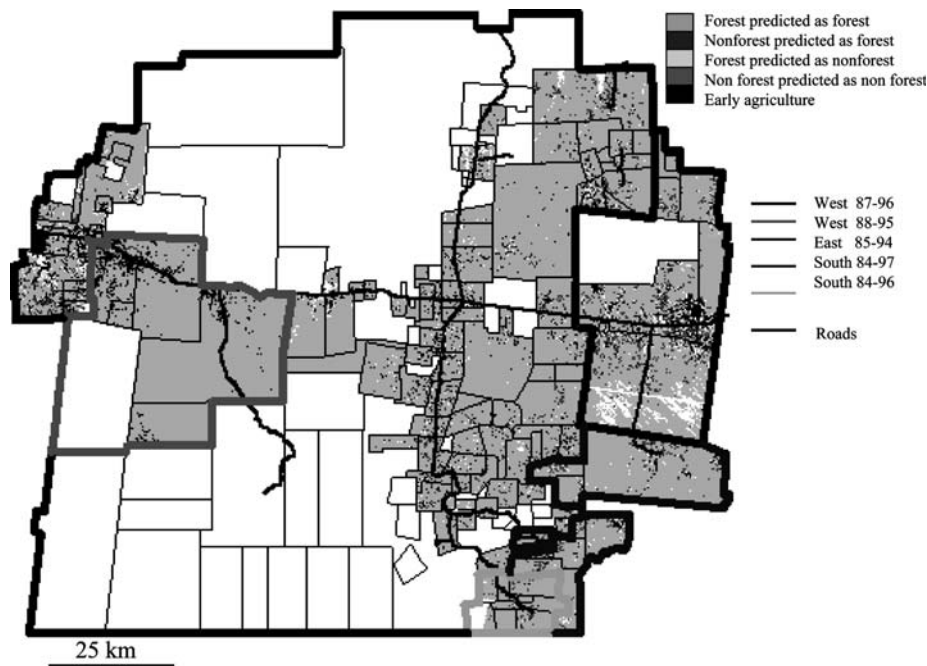 Forest predicted as forest
Nonforest predicted as forest
Forest predicted as nonforest
Non forest predicted as non forest
Early agriculture
West 87-96
West 88-95
East 85-94
South 84-97
South 84-96
Roads
25 km